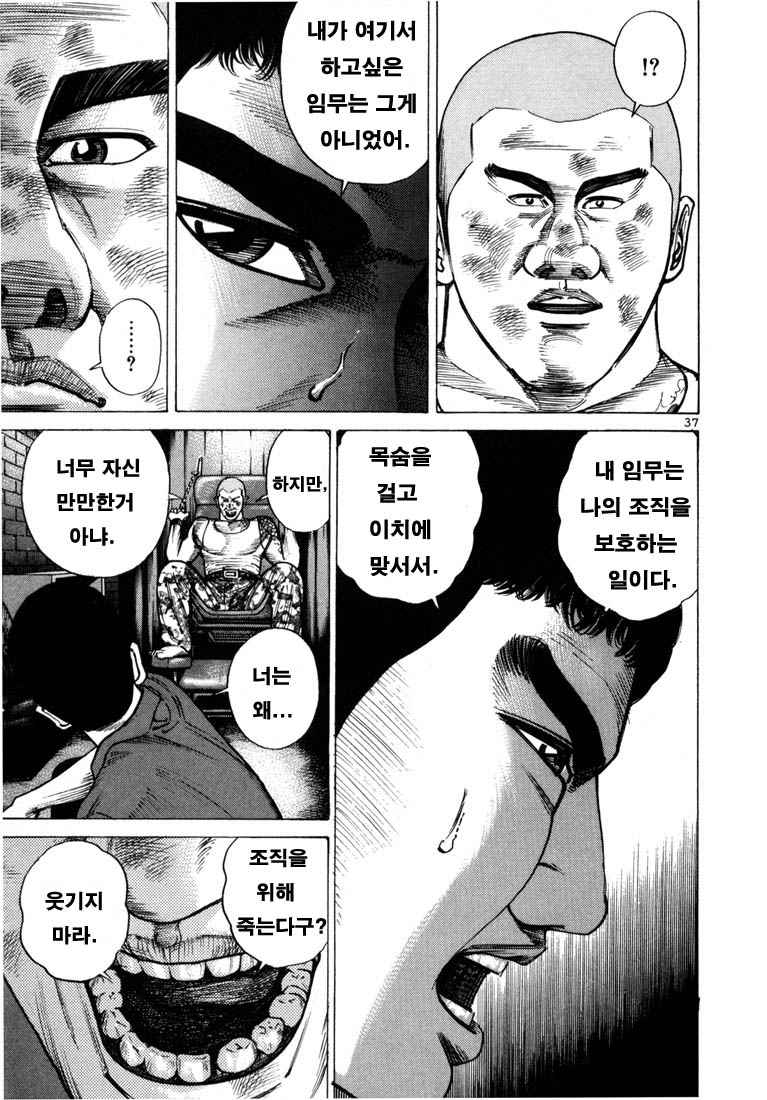 !?
내가 여기서
하고싶은
임무는 그게
아니었어.
……?
37
내 임무는
나의 조직을
보호하는
일이다.
목숨을
걸고
이치에
맞서서.
하지만,
너무 자신
만만한거
아냐.
너는
왜...
조직을
위해
죽는다구?
웃기지
마라.